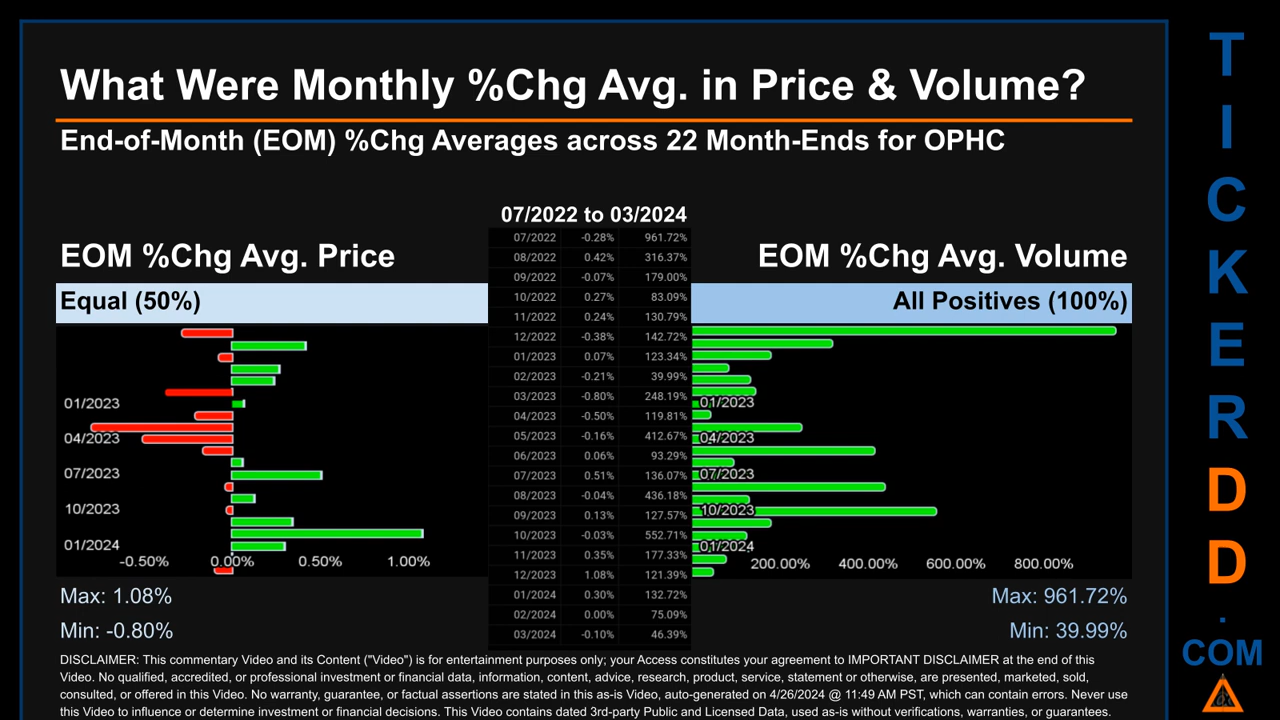 What Were Monthly %Chg Avg. in Price & Volume?
End-of-Month (EOM) %Chg Averages across 22 Month-Ends for OPHC
07/2022 to 03/2024
EOM %Chg Avg. Price
EOM %Chg Avg. Volume
Equal (50%)
All Positives (100%)
07/2022 -0.28% 961.72%
08/2022 0.42% 316.37%
09/2022 -0.07% 179.00%
10/2022 0.27% 83.09%
11/2022 0.24% 130.79%
12/2022 -0.38% 142.72%
01/2023 0.07% 123.34%
02/2023 -0.21% 39.99%
03/2023 -0.80% 248.19%
04/2023 -0.50% 119.81%
05/2023 -0.16% 412.67%
06/2023 0.06% 93.29%
07/2023 0.51% 136.07%
08/2023 -0.04% 436.18%
09/2023 0.13% 127.57%
10/2023 -0.03% 552.71%
11/2023 0.35% 177.33%
12/2023 1.08% 121.39%
01/2024 0.30% 132.72%
02/2024 0.00% 75.09%
03/2024 -0.10% 46.39%
01/2023
04/2023
07/2023
10/2023
01/2024
-0.50% 0.00% 0.50% 1.00%
01/2023
04/2023
07/2023
10/2023
01/2024
200.00% 400.00% 600.00% 800.00%
Max: 1.08%
Min: -0.80%
Max: 961.72%
Min: 39.99%
DISCLAIMER: This commentary Video and its Content ("Video") is for entertainment purposes only; your Access constitutes your agreement to IMPORTANT DISCLAIMER at the end of this
Video. No qualified, accredited, or professional investment or financial data, information, content, advice, research, product, service, statement or otherwise, are presented, marketed, sold,
consulted, or offered in this Video. No warranty, guarantee, or factual assertions are stated in this as-is Video, auto-generated on 4/26/2024 @ 11:49 AM PST, which can contain errors. Never use
this Video to influence or determine investment or financial decisions. This Video contains dated 3rd-party Public and Licensed Data, used as-is without verifications, warranties, or guarantees.
T
I
C
K
E
R
D
D
.
COM